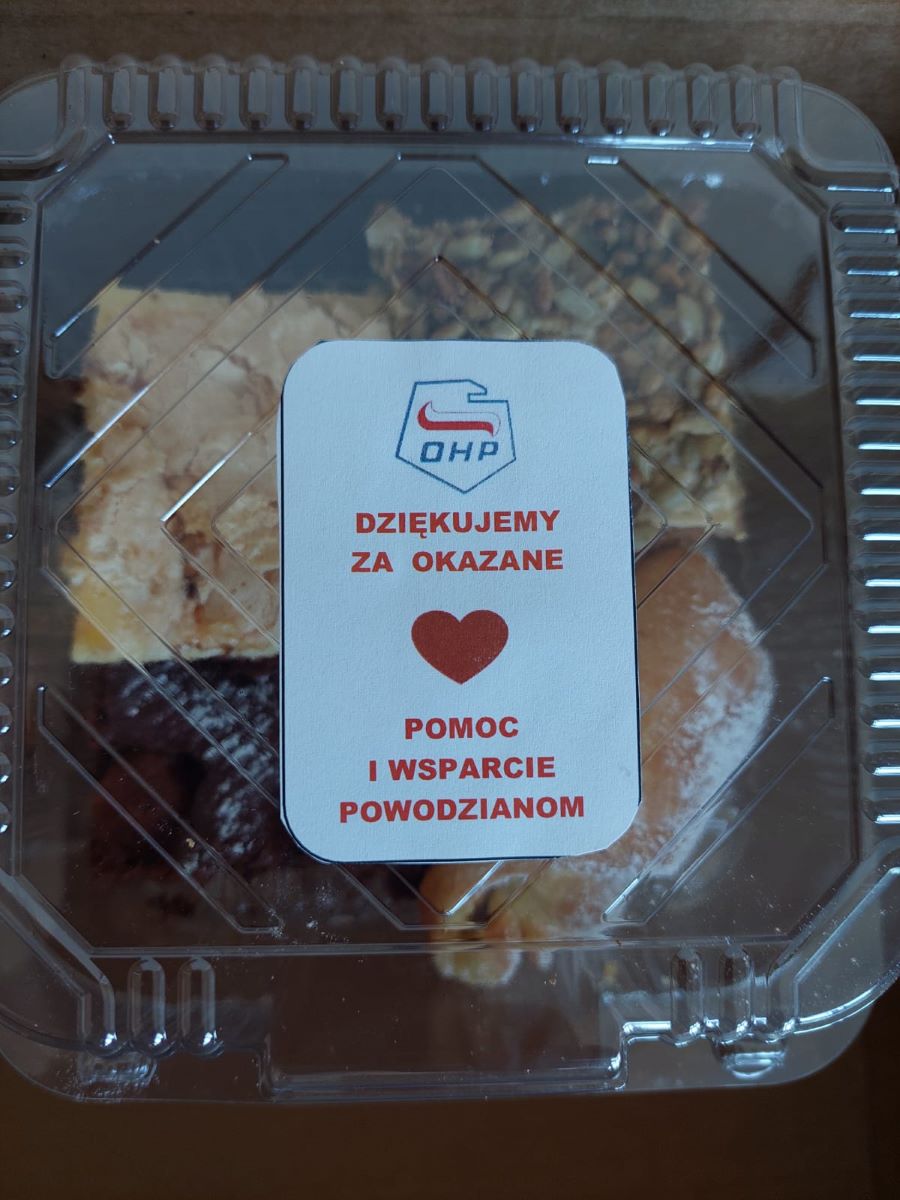 OHP
DZIĘKUJEMY
ZA OKAZANE
POMOC
I WSPARCIE
POWODZIANOM